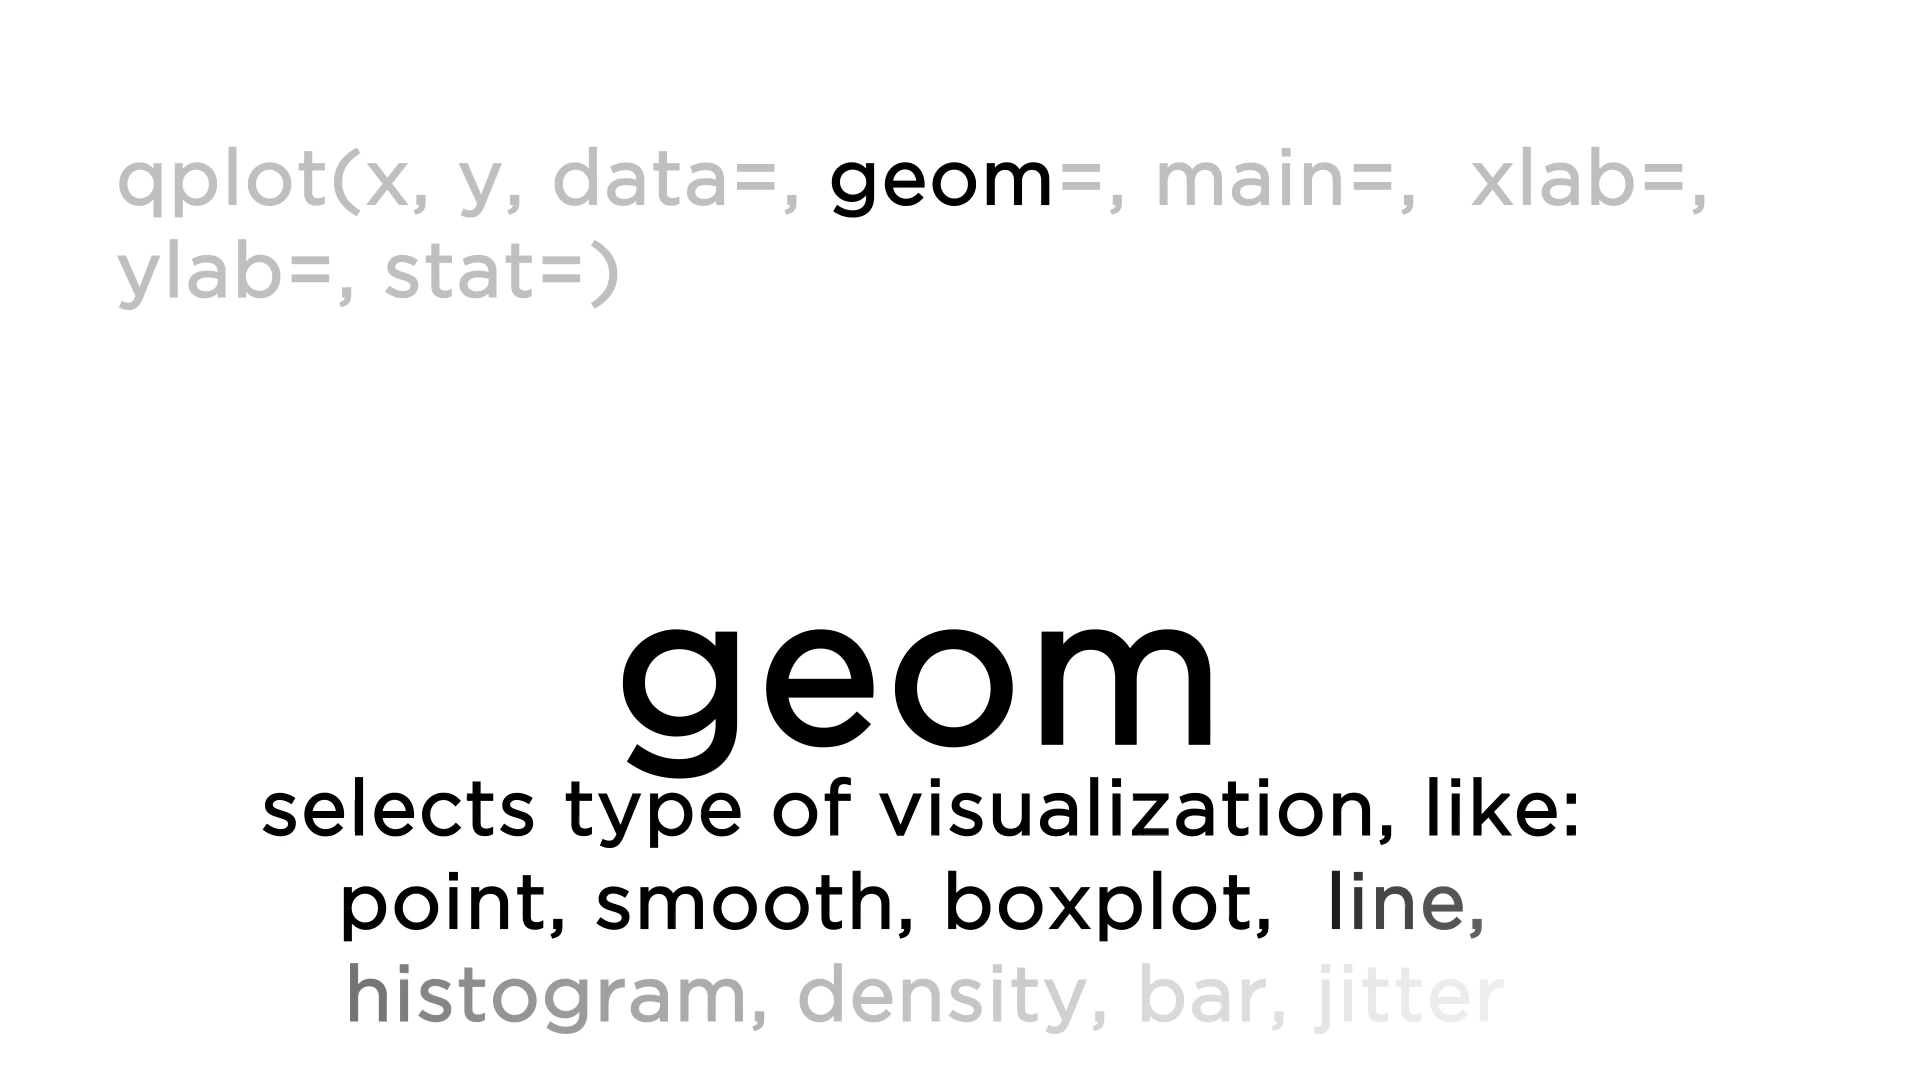 qplot(x, y, data=, geom=, main=,  xlab=,
ylab=, stat=)
geom
selects type of visualization, like:
point, smooth, boxplot,  line,
histogram, density, bar, jitter